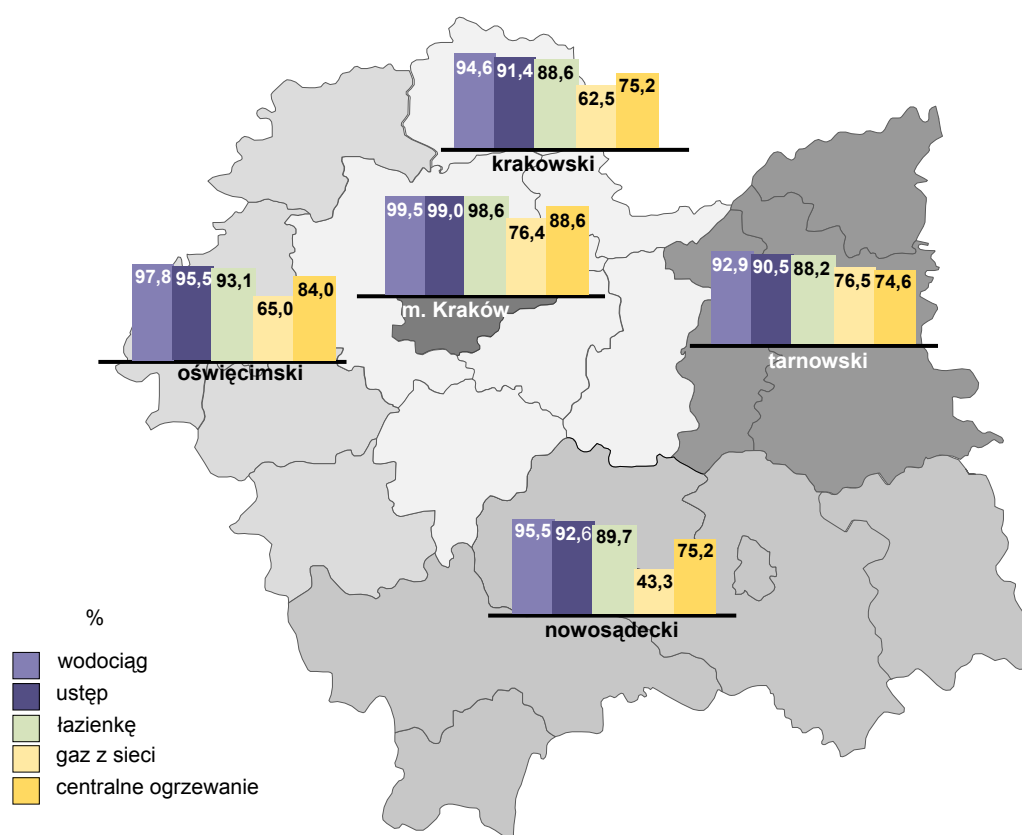 94,6 91,4 88,6 62,5 75,2
krakowski
99,5 99,0 98,6 76,4 88,6
m. Kraków
97,8 95,5 93,1 65,0 84,0
oświęcimski
92,9 90,5 88,2 76,5 74,6
tarnowski
95,5 92,6 89,7 43,3 75,2
nowosądecki
%
wodociąg
ustęp
łazienkę
gaz z sieci
centralne ogrzewanie